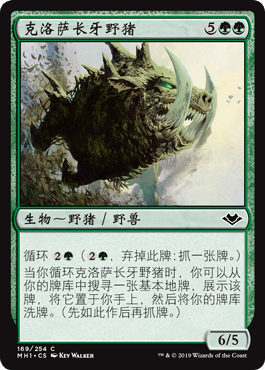 克洛萨长牙野猪 5
生物～野猪／野兽
循环 2 （2 ，弃掉此牌：抓一张牌。）
当你循环克洛萨长牙野猪时，你可以从
你的牌库中搜寻一张基本地牌，展示该
牌，将它置于你手上，然后将你的牌库
洗牌。（先如此作后再抓牌。）
6/5
169/254 C
MH1 • CS KEV WALKER
™ & © 2019 Wizards of the Coast